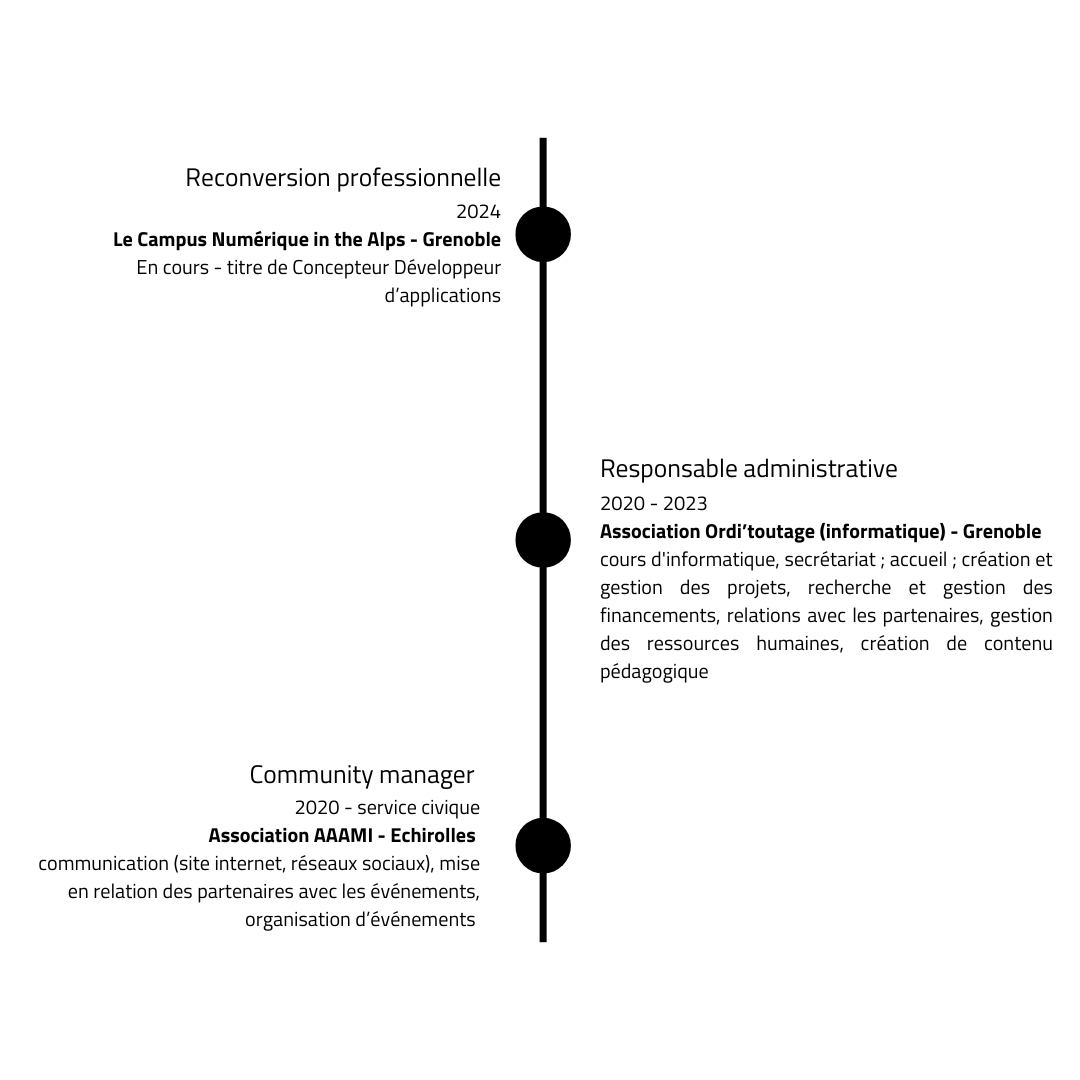 Reconversion professionnelle
2024
Le Campus Numérique in the Alps - Grenoble
En cours - titre de Concepteur Développeur
d’applications
Responsable administrative
2020 - 2023
Association Ordi’toutage (informatique) - Grenoble
cours d'informatique, secrétariat ; accueil ; création et
gestion des projets, recherche et gestion des
financements, relations avec les partenaires, gestion
des ressources humaines, création de contenu
pédagogique
Community manager
2020 - service civique
Association AAAMI - Echirolles
communication (site internet, réseaux sociaux), mise
en relation des partenaires avec les événements,
organisation d’événements